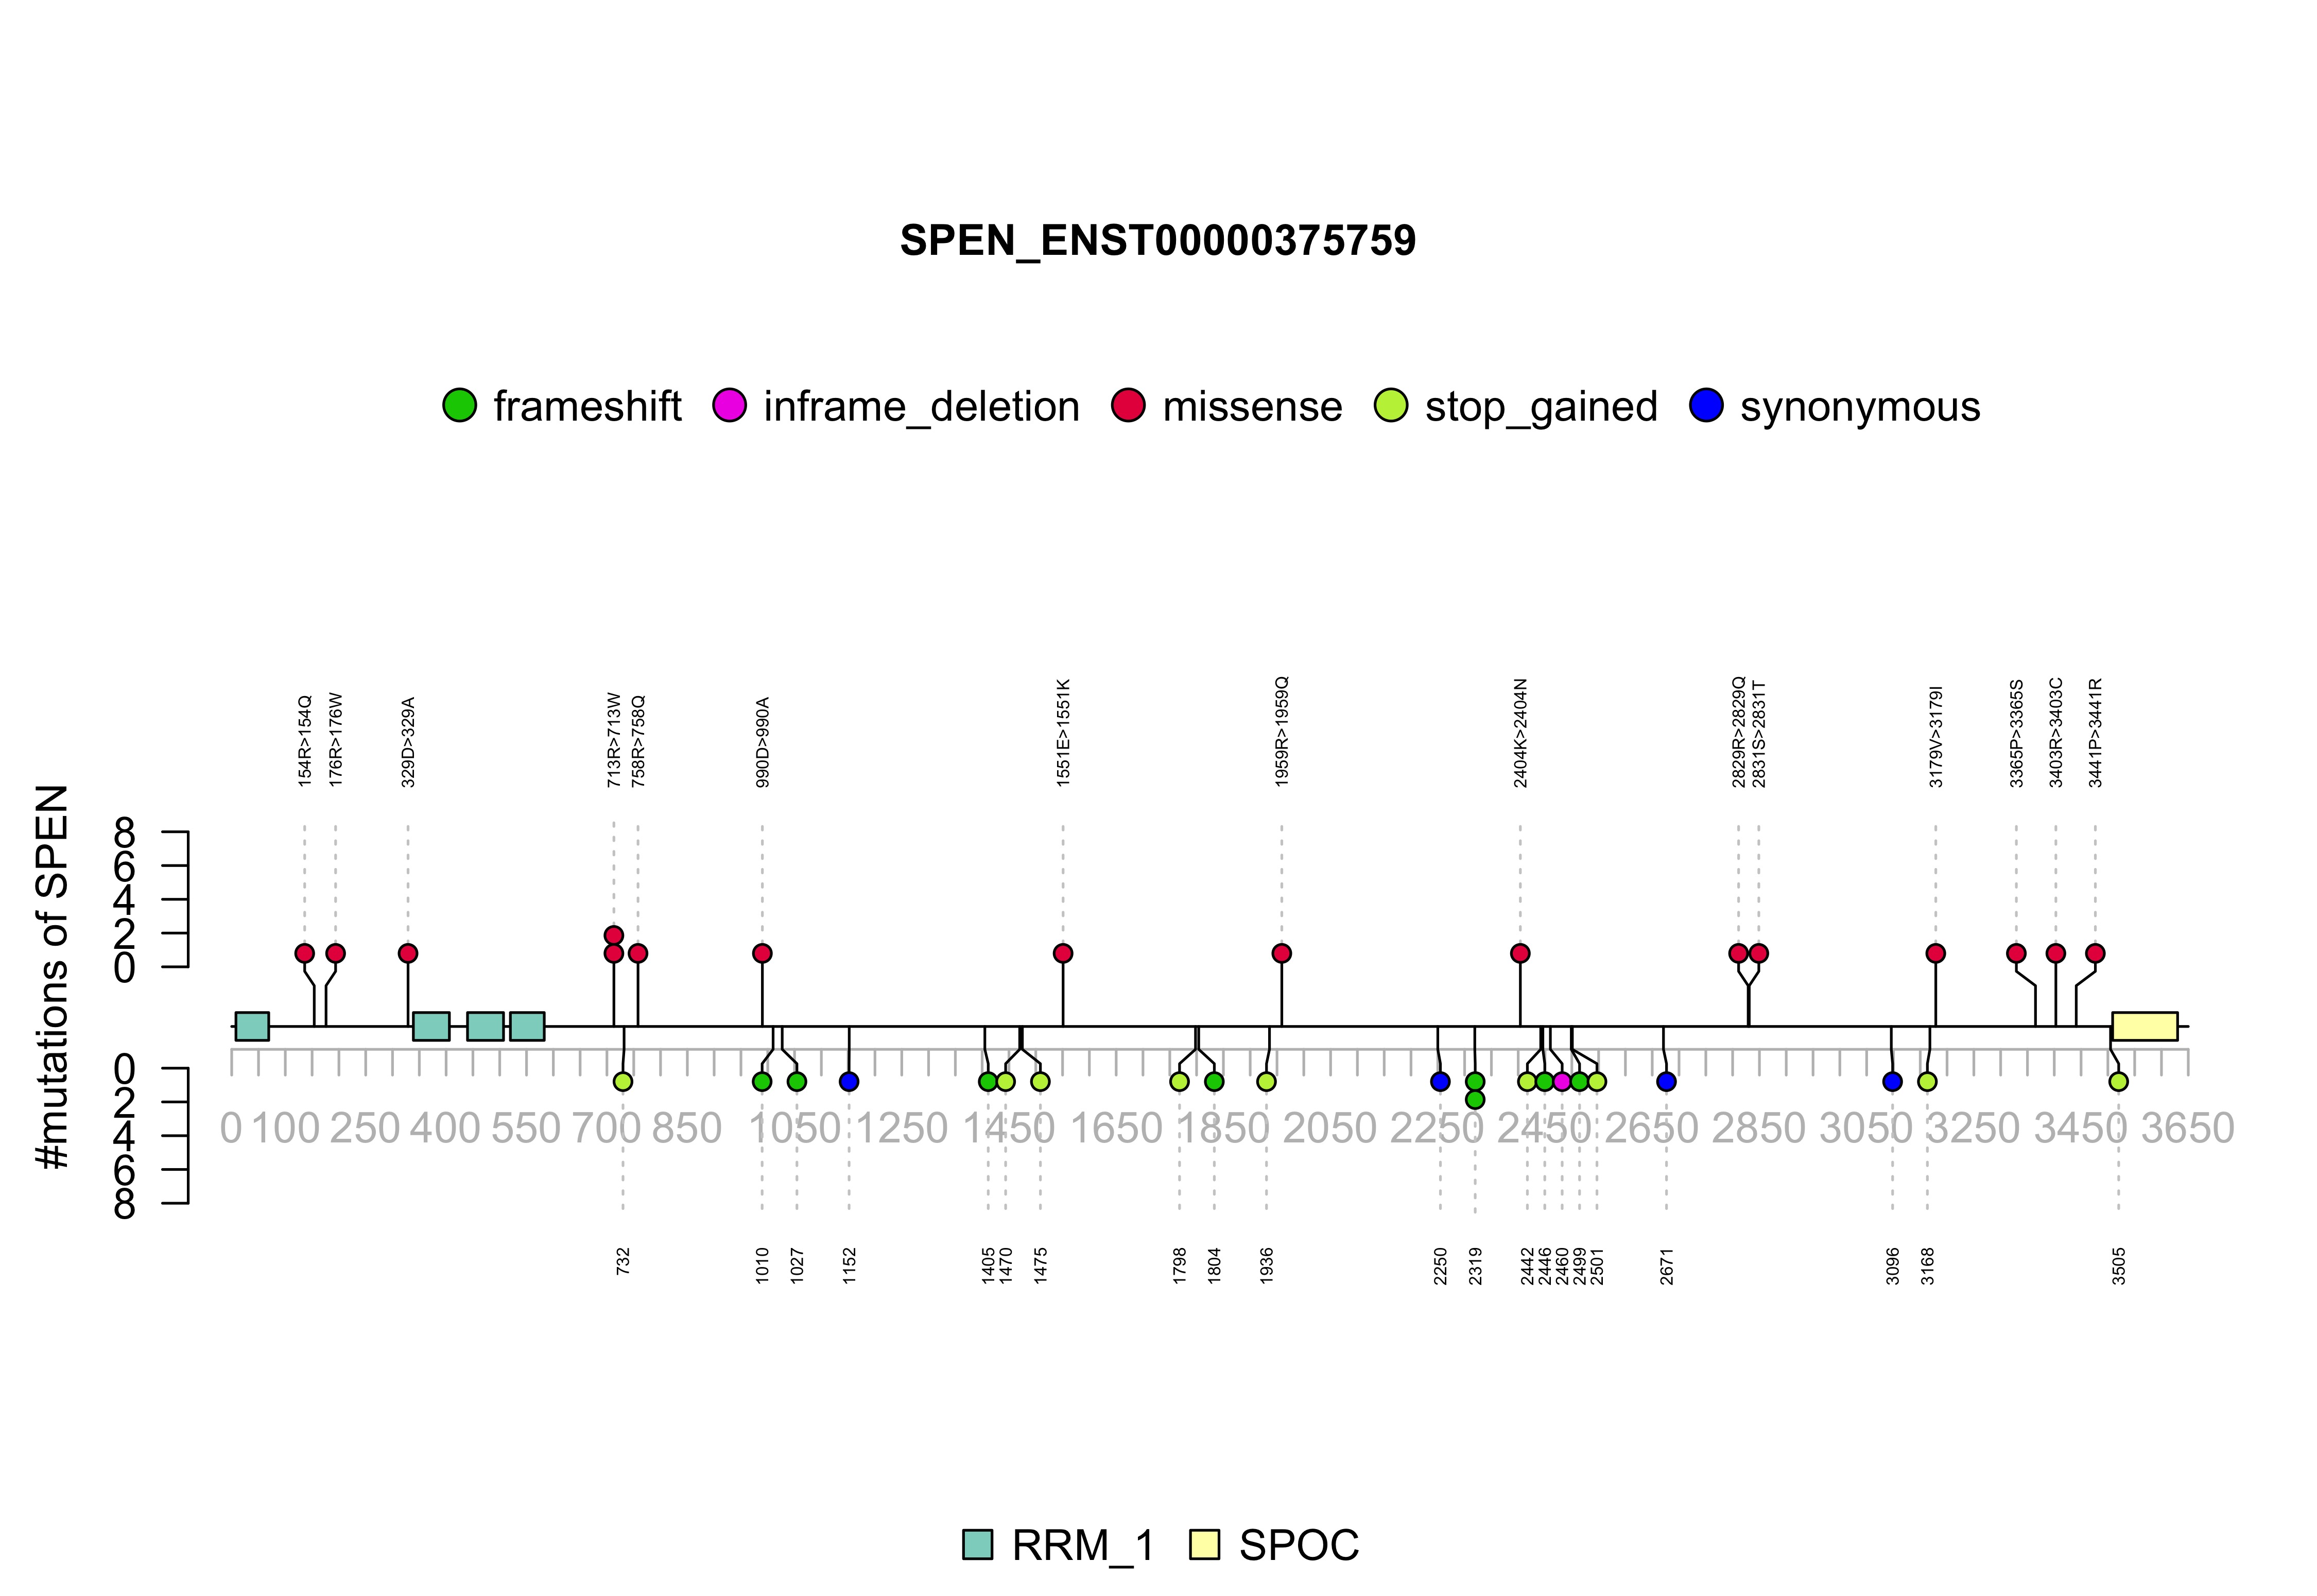 SPEN_ENST00000375759
frameshift inframe_deletion missense stop_gained synonymous
154R>154Q
176R>176W
329D>329A
713R>713W
758R>758Q
990D>990A
1551E>1551K
1959R>1959Q
2404K>2404N
2829R>2829Q
2831S>2831T
3179V>3179I
3365P>3365S
3403R>3403C
3441P>3441R
#mutations of SPEN
8
6
4
2
0
0
2
4
6
8
0 100 250 400 550 700 850 1050 1250 1450 1650 1850 2050 2250 2450 2650 2850 3050 3250 3450 3650
732
1010
1027
1152
1405
1470
1475
1798
1804
1936
2250
2319
2442
2446
2460
2499
2501
2671
3096
3168
3505
RRM_1 SPOC